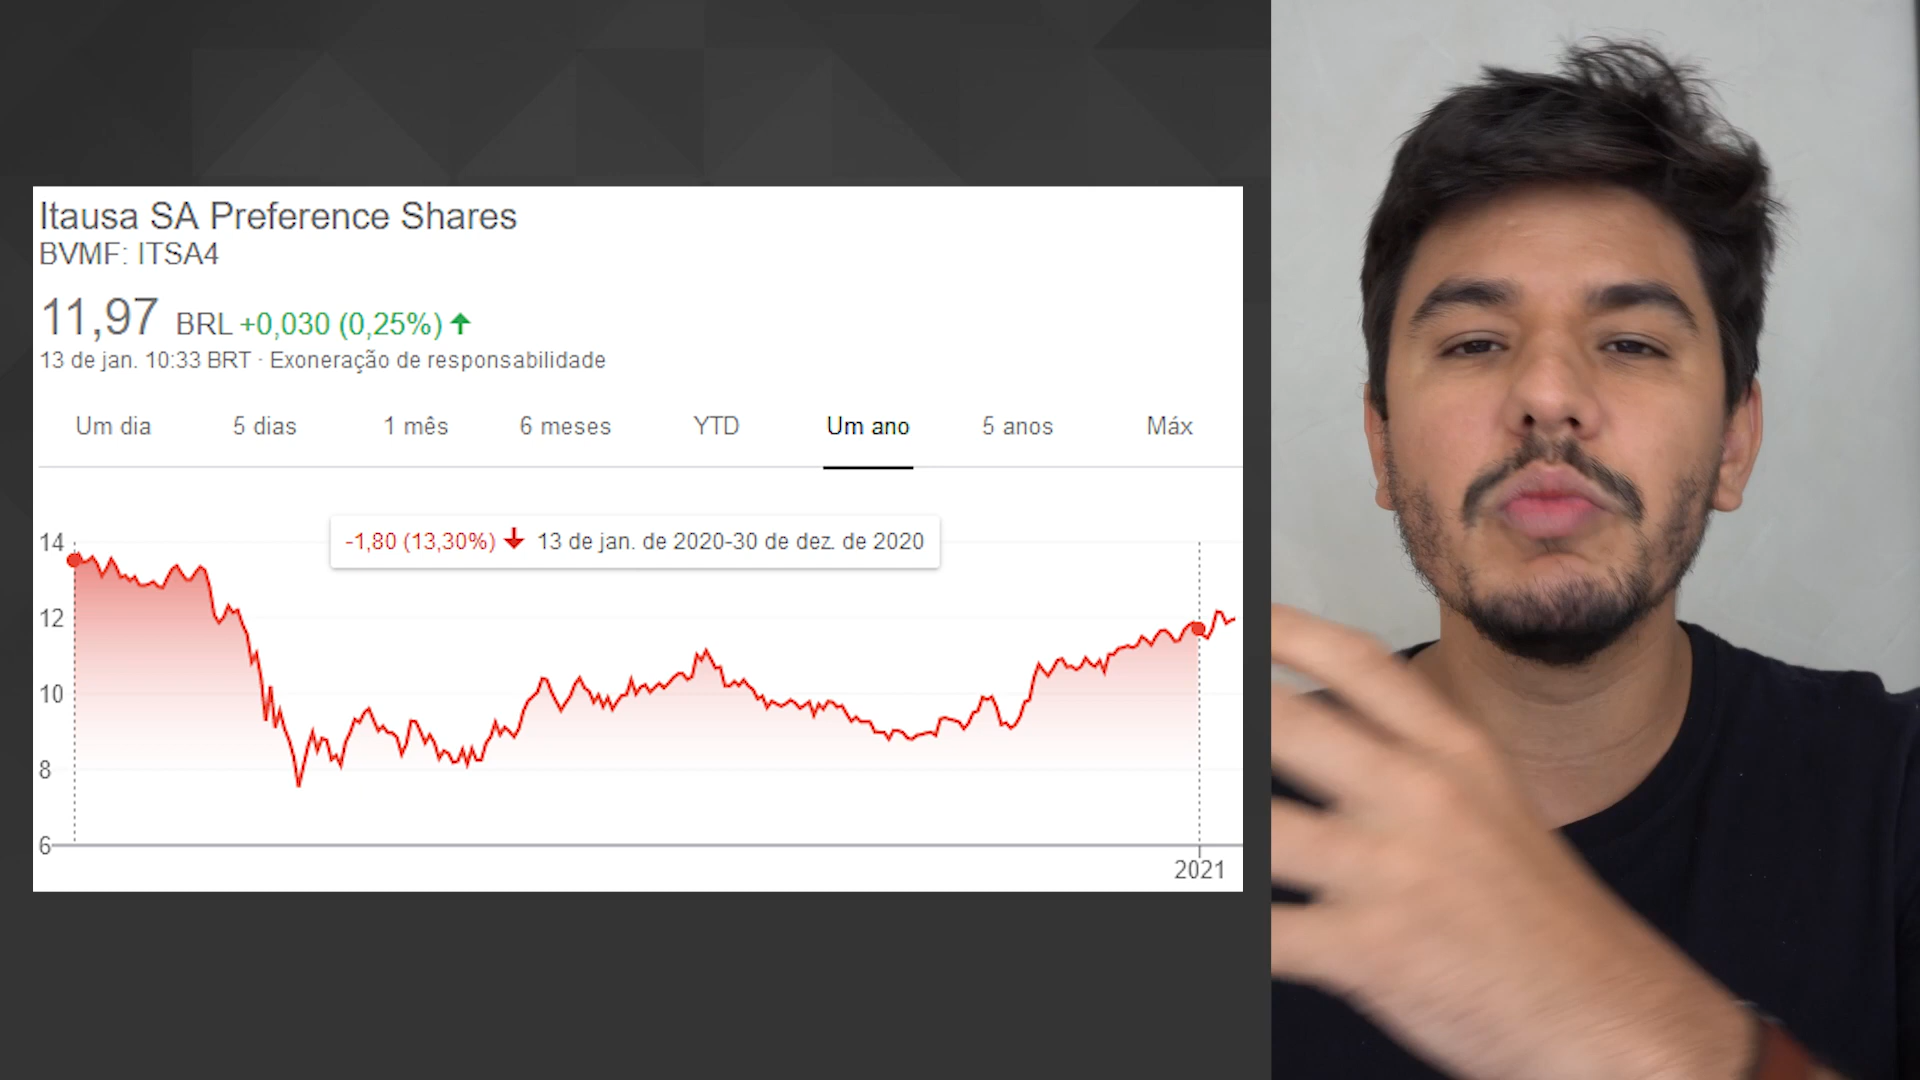 Itausa SA Preference Shares
BVMF: ITSA4
11,97 BRL +0,030 (0,25%)
13 de jan. 10:33 BRT · Exoneração de responsabilidade
Um dia 5 dias 1 mês 6 meses YTD Um ano 5 anos Máx
-1,80 (13,30%) 13 de jan. de 2020-30 de dez. de 2020
14
12
10
8
6
2021